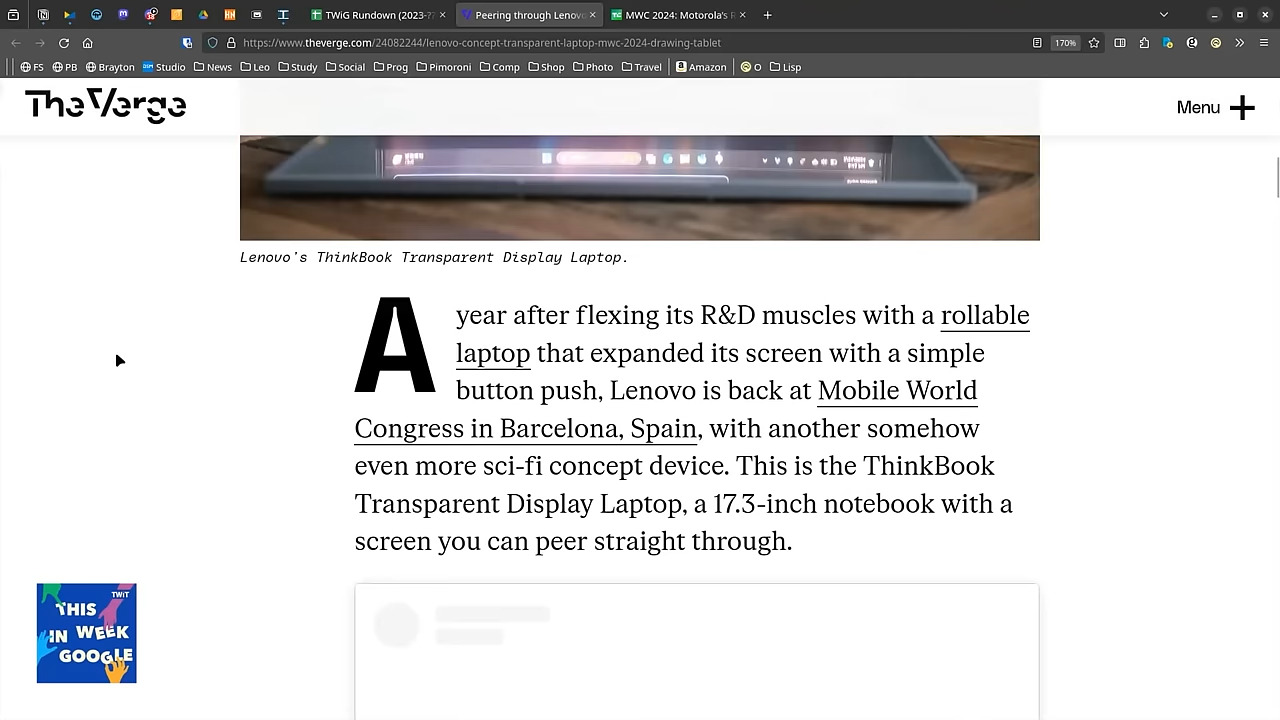 TWiG Rundown (2023-??
Peering through Lenov
MWC 2024: Motorola's R
https://www.theverge.com/24082244/lenovo-concept-transparent-laptop-mwc-2024-drawing-tablet
170%
FS PB Brayton Studio News Leo Study Social Prog Pimoroni Comp Shop Photo Travel Amazon O Lisp
The Verge
Menu
Lenovo's ThinkBook Transparent Display Laptop.
A year after flexing its R&D muscles with a rollable
laptop that expanded its screen with a simple
button push, Lenovo is back at Mobile World
Congress in Barcelona, Spain, with another somehow
even more sci-fi concept device. This is the ThinkBook
Transparent Display Laptop, a 17.3-inch notebook with a
screen you can peer straight through.
TWiT
THIS
IN WEEK
GOOGLE